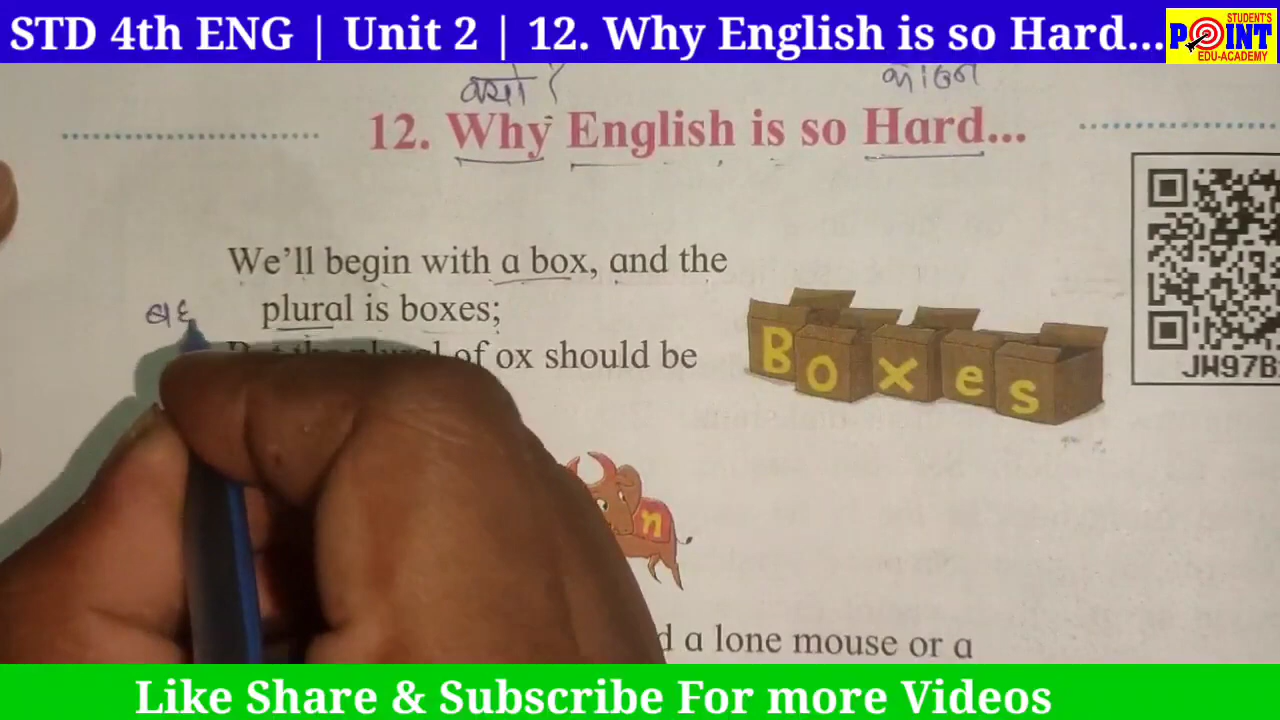 STD 4th ENG | Unit 2 | 12. Why English is so Hard...
STUDENT'S
POINT
EDU-ACADEMY
12. Why English is so Hard...
We'll begin with a box, and the
plural is boxes;
of ox should be
Boxes
JW97B
n
a lone mouse or a
Like Share & Subscribe For more Videos